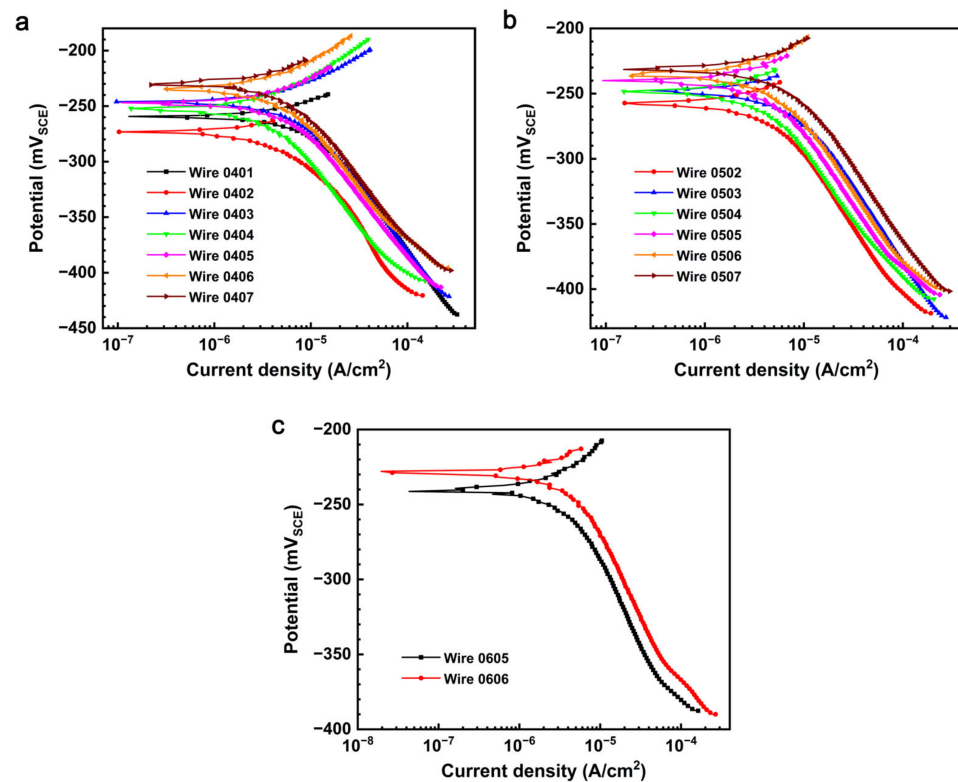 a
−200
−250
−300
−350
−400
−450
Potential (mV_SCE)
Wire 0401
Wire 0402
Wire 0403
Wire 0404
Wire 0405
Wire 0406
Wire 0407
10⁻⁷ 10⁻⁶ 10⁻⁵ 10⁻⁴
Current density (A/cm²)
b
−200
−250
−300
−350
−400
Potential (mV_SCE)
Wire 0502
Wire 0503
Wire 0504
Wire 0505
Wire 0506
Wire 0507
10⁻⁷ 10⁻⁶ 10⁻⁵ 10⁻⁴
Current density (A/cm²)
c
−200
−250
−300
−350
−400
Potential (mV_SCE)
Wire 0605
Wire 0606
10⁻⁸ 10⁻⁷ 10⁻⁶ 10⁻⁵ 10⁻⁴
Current density (A/cm²)